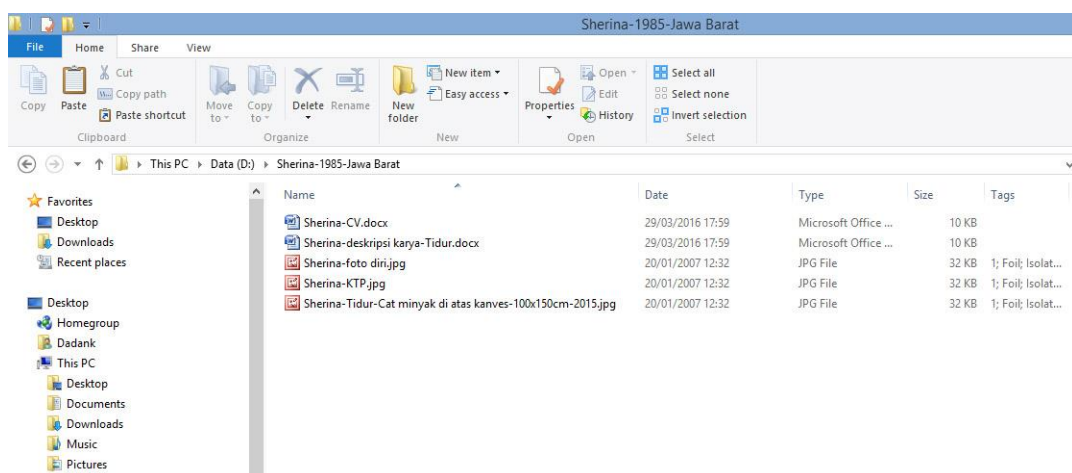 Sherina-1985-Jawa Barat
File Home Share View
Copy
Paste
Cut
Copy path
Paste shortcut
Clipboard
Move to
Copy to
Delete
Rename
Organize
New folder
New item
Easy access
New
Properties
Open
Edit
History
Open
Select all
Select none
Invert selection
Select
This PC Data (D:) Sherina-1985-Jawa Barat
Favorites
Desktop
Downloads
Recent places
Desktop
Homegroup
Dadank
This PC
Desktop
Documents
Downloads
Music
Pictures
Name Date Type Size Tags
Sherina-CV.docx 29/03/2016 17:59 Microsoft Office ... 10 KB
Sherina-deskripsi karya-Tidur.docx 29/03/2016 17:59 Microsoft Office ... 10 KB
Sherina-foto diri.jpg 20/01/2007 12:32 JPG File 32 KB 1; Foil; Isolat...
Sherina-KTP.jpg 20/01/2007 12:32 JPG File 32 KB 1; Foil; Isolat...
Sherina-Tidur-Cat minyak di atas kanves-100x150cm-2015.jpg 20/01/2007 12:32 JPG File 32 KB 1; Foil; Isolat...